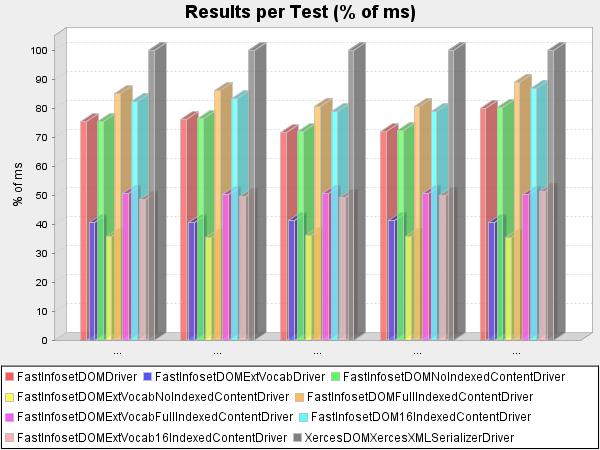 Results per Test (% of ms)
% of ms
100
90
80
70
60
50
40
30
20
10
0
... ... ... ... ...
FastInfosetDOMDriver FastInfosetDOMExtVocabDriver FastInfosetDOMNoIndexedContentDriver
FastInfosetDOMExtVocabNoIndexedContentDriver FastInfosetDOMFullIndexedContentDriver
FastInfosetDOMExtVocabFullIndexedContentDriver FastInfosetDOM16IndexedContentDriver
FastInfosetDOMExtVocab16IndexedContentDriver XercesDOMXercesXMLSerializerDriver